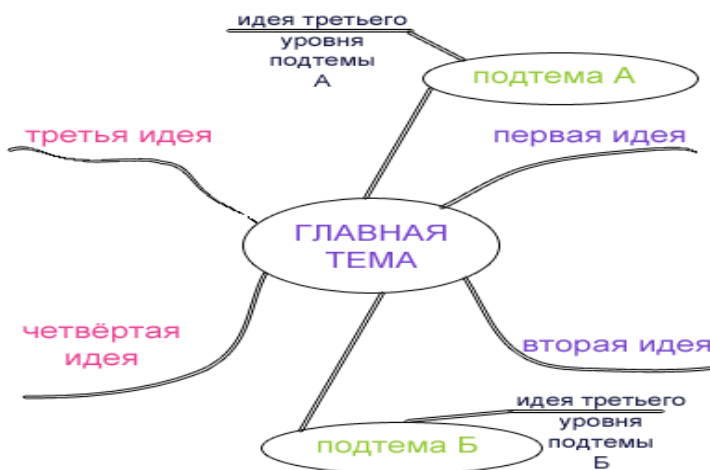 идея третьего
уровня
подтемы
А
подтема А
третья идея
первая идея
ГЛАВНАЯ
ТЕМА
четвёртая
идея
вторая идея
идея третьего
уровня
подтемы
Б
подтема Б